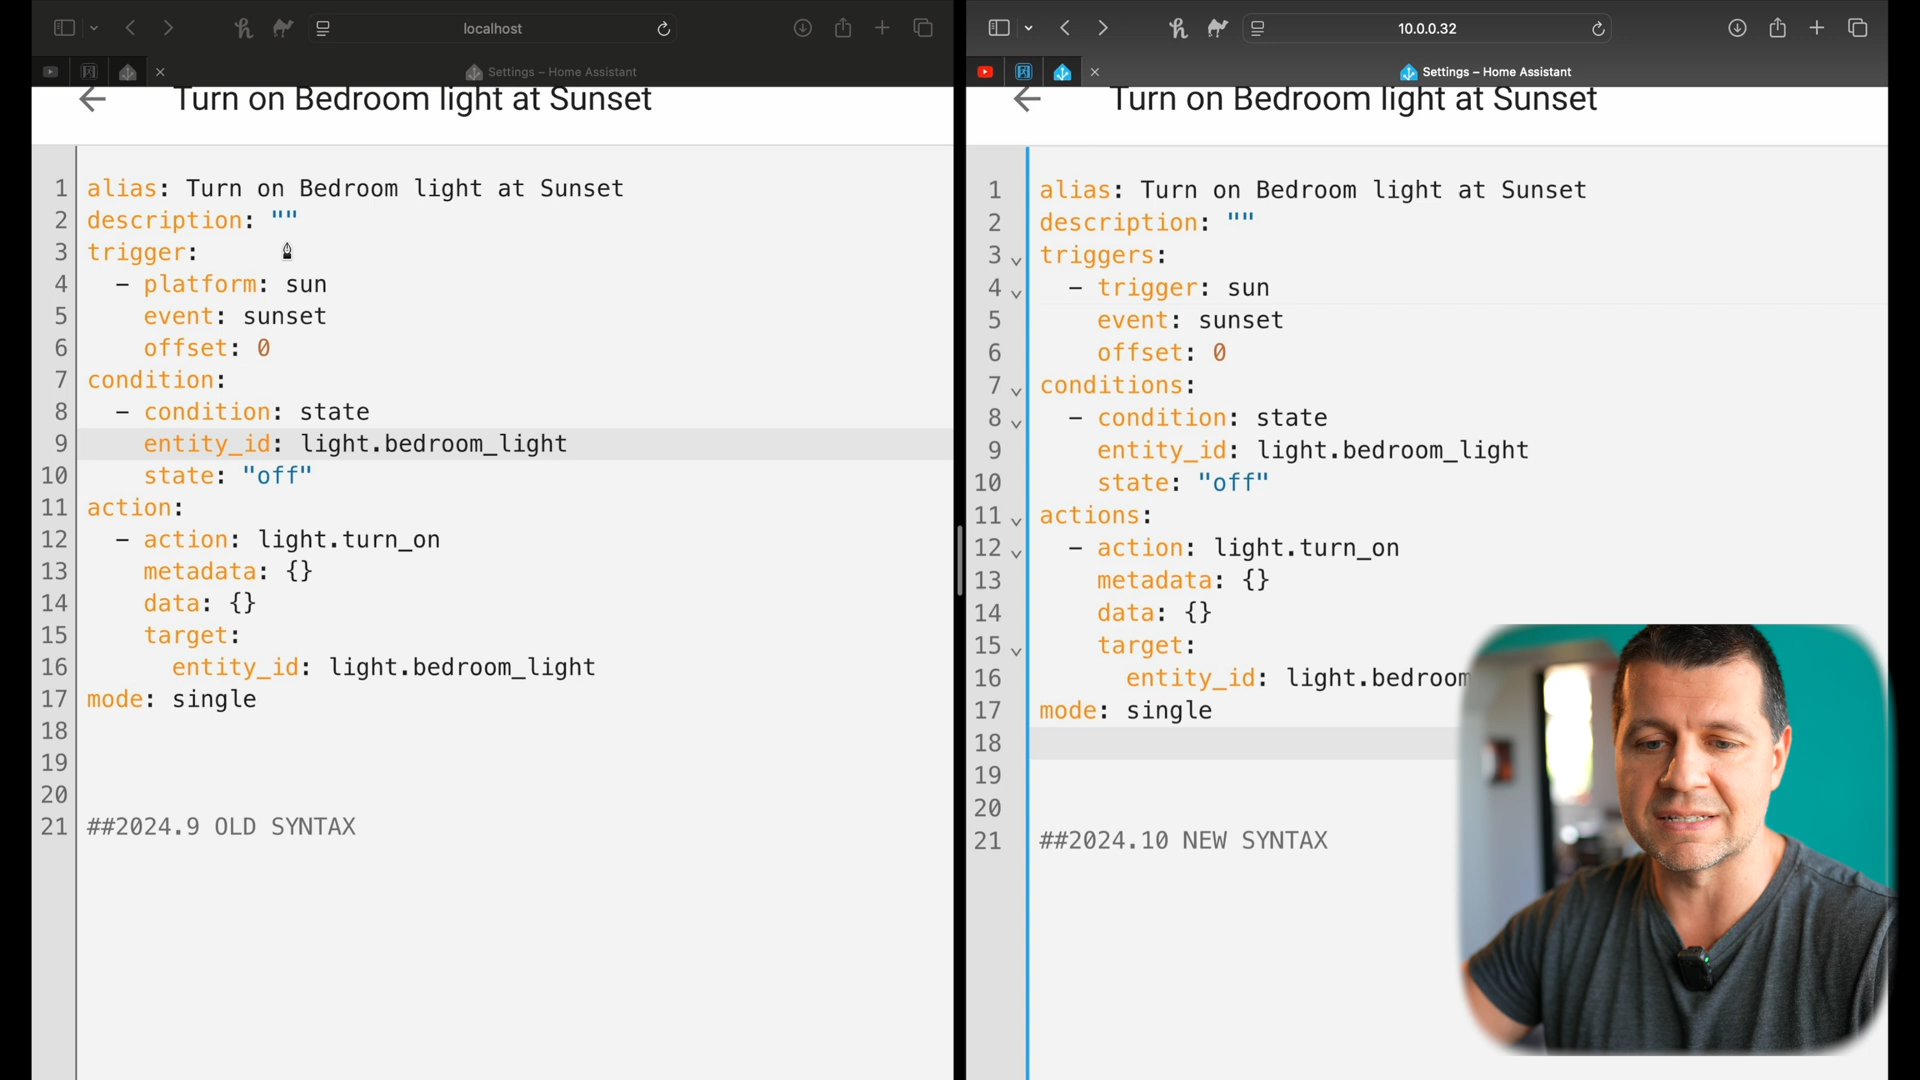 localhost
Settings – Home Assistant
Turn on Bedroom light at Sunset
1 alias: Turn on Bedroom light at Sunset
2 description: ""
3 trigger:
4 - platform: sun
5 event: sunset
6 offset: 0
7 condition:
8 - condition: state
9 entity_id: light.bedroom_light
10 state: "off"
11 action:
12 - action: light.turn_on
13 metadata: {}
14 data: {}
15 target:
16 entity_id: light.bedroom_light
17 mode: single
18
19
20
21 ##2024.9 OLD SYNTAX
10.0.0.32
Settings – Home Assistant
Turn on Bedroom light at Sunset
1 alias: Turn on Bedroom light at Sunset
2 description: ""
3 triggers:
4 - trigger: sun
5 event: sunset
6 offset: 0
7 conditions:
8 - condition: state
9 entity_id: light.bedroom_light
10 state: "off"
11 actions:
12 - action: light.turn_on
13 metadata: {}
14 data: {}
15 target:
16 entity_id: light.bedroom
17 mode: single
18
19
20
21 ##2024.10 NEW SYNTAX